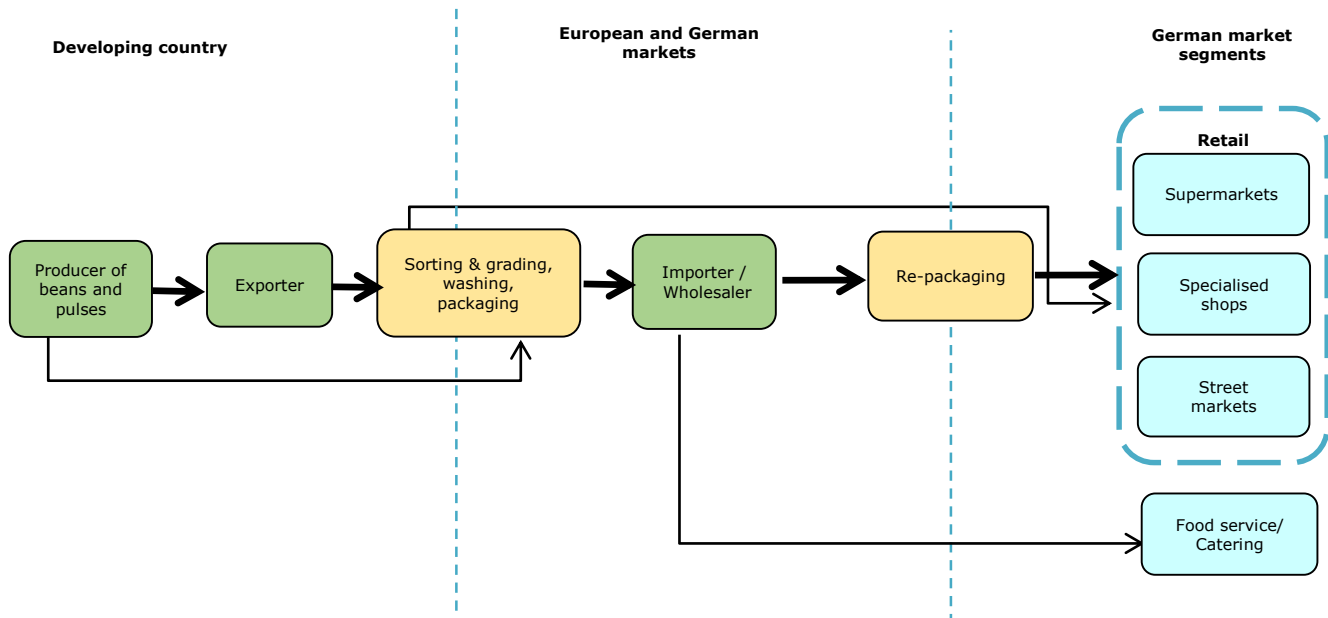 Developing country
European and German
markets
German market
segments
Retail
Supermarkets
Producer of
beans and
pulses
Exporter
Sorting & grading,
washing,
packaging
Importer /
Wholesaler
Re-packaging
Specialised
shops
Street
markets
Food service/
Catering